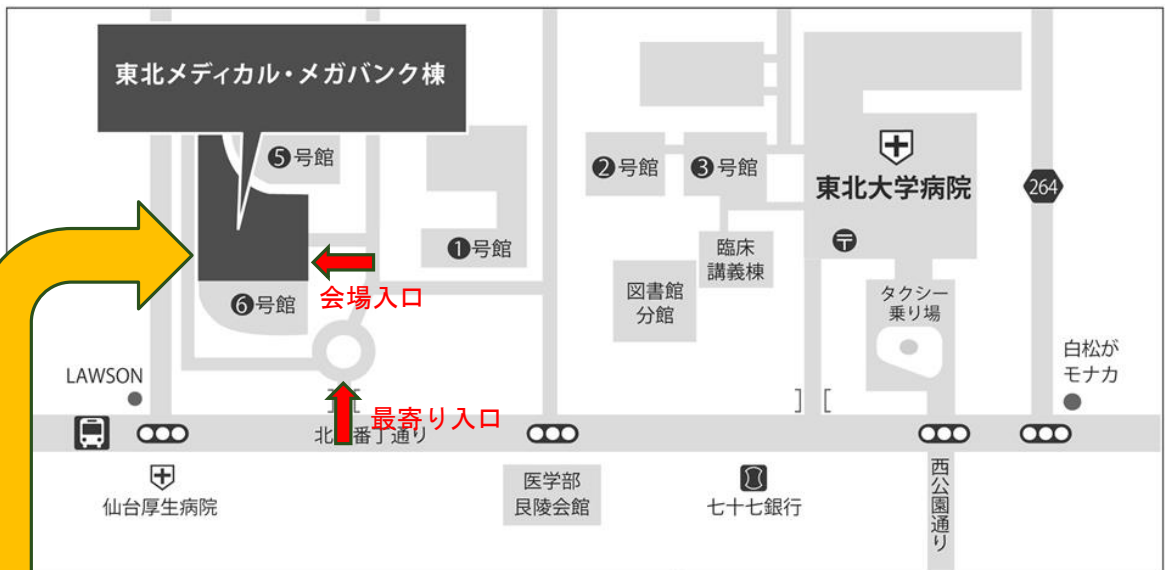 東北メディカル・メガバンク棟
❺号館
❷号館
❸号館
東北大学病院
264
❶号館
〒
臨床
講義棟
会場入口
❻号館
図書館
分館
タクシー
乗り場
白松が
モナカ
LAWSON
最寄り入口
北 番丁通り
仙台厚生病院
医学部
艮陵会館
七十七銀行
西公園通り